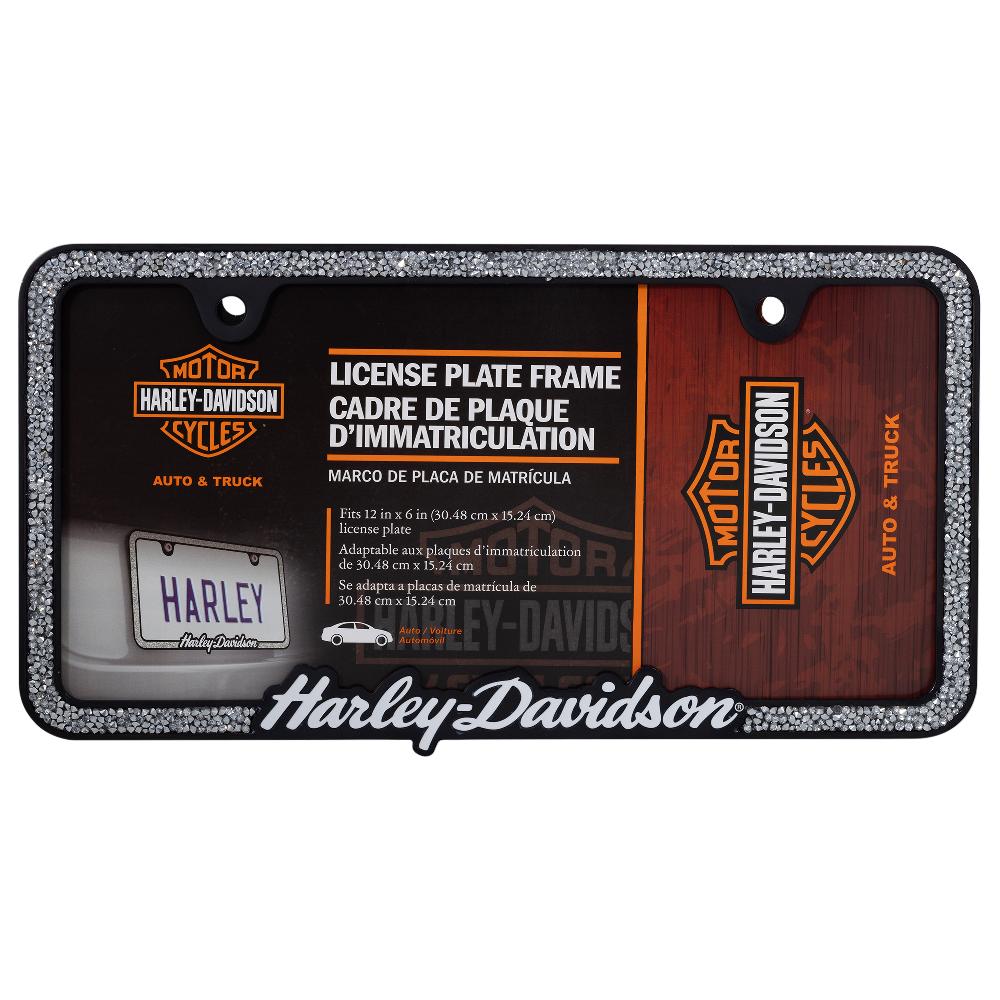 MOTOR
HARLEY-DAVIDSON
CYCLES
AUTO & TRUCK
LICENSE PLATE FRAME
CADRE DE PLAQUE
D'IMMATRICULATION
MARCO DE PLACA DE MATRÍCULA
Fits 12 in x 6 in (30.48 cm x 15.24 cm)
license plate
Adaptable aux plaques d'immatriculation
de 30.48 cm x 15.24 cm
Se adapta a placas de matrícula de
30.48 cm x 15.24 cm
Auto / Voiture
Automóvil
HARLEY
Harley-Davidson
MOTOR
HARLEY-DAVIDS
MOTOR
HARLEY-DAVIDSON
CYCLES
AUTO & TRUCK
Harley-Davidson®